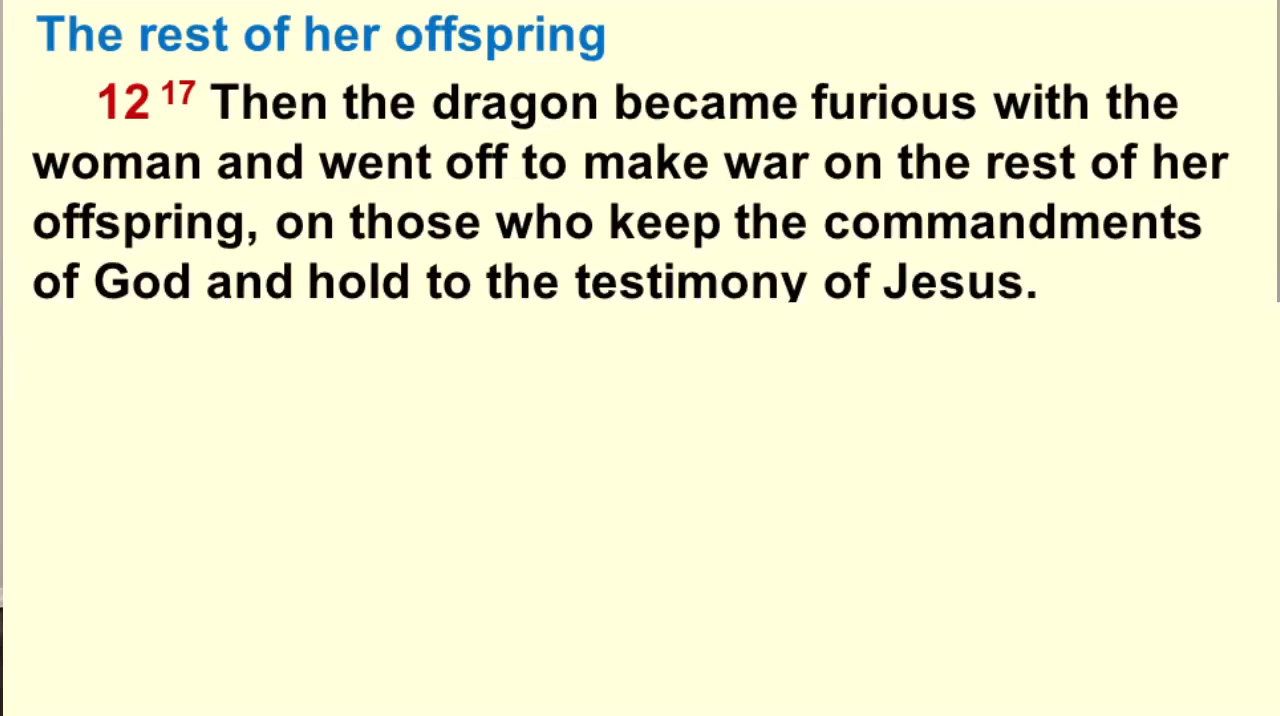 The rest of her offspring
12 17 Then the dragon became furious with the
woman and went off to make war on the rest of her
offspring, on those who keep the commandments
of God and hold to the testimony of Jesus.